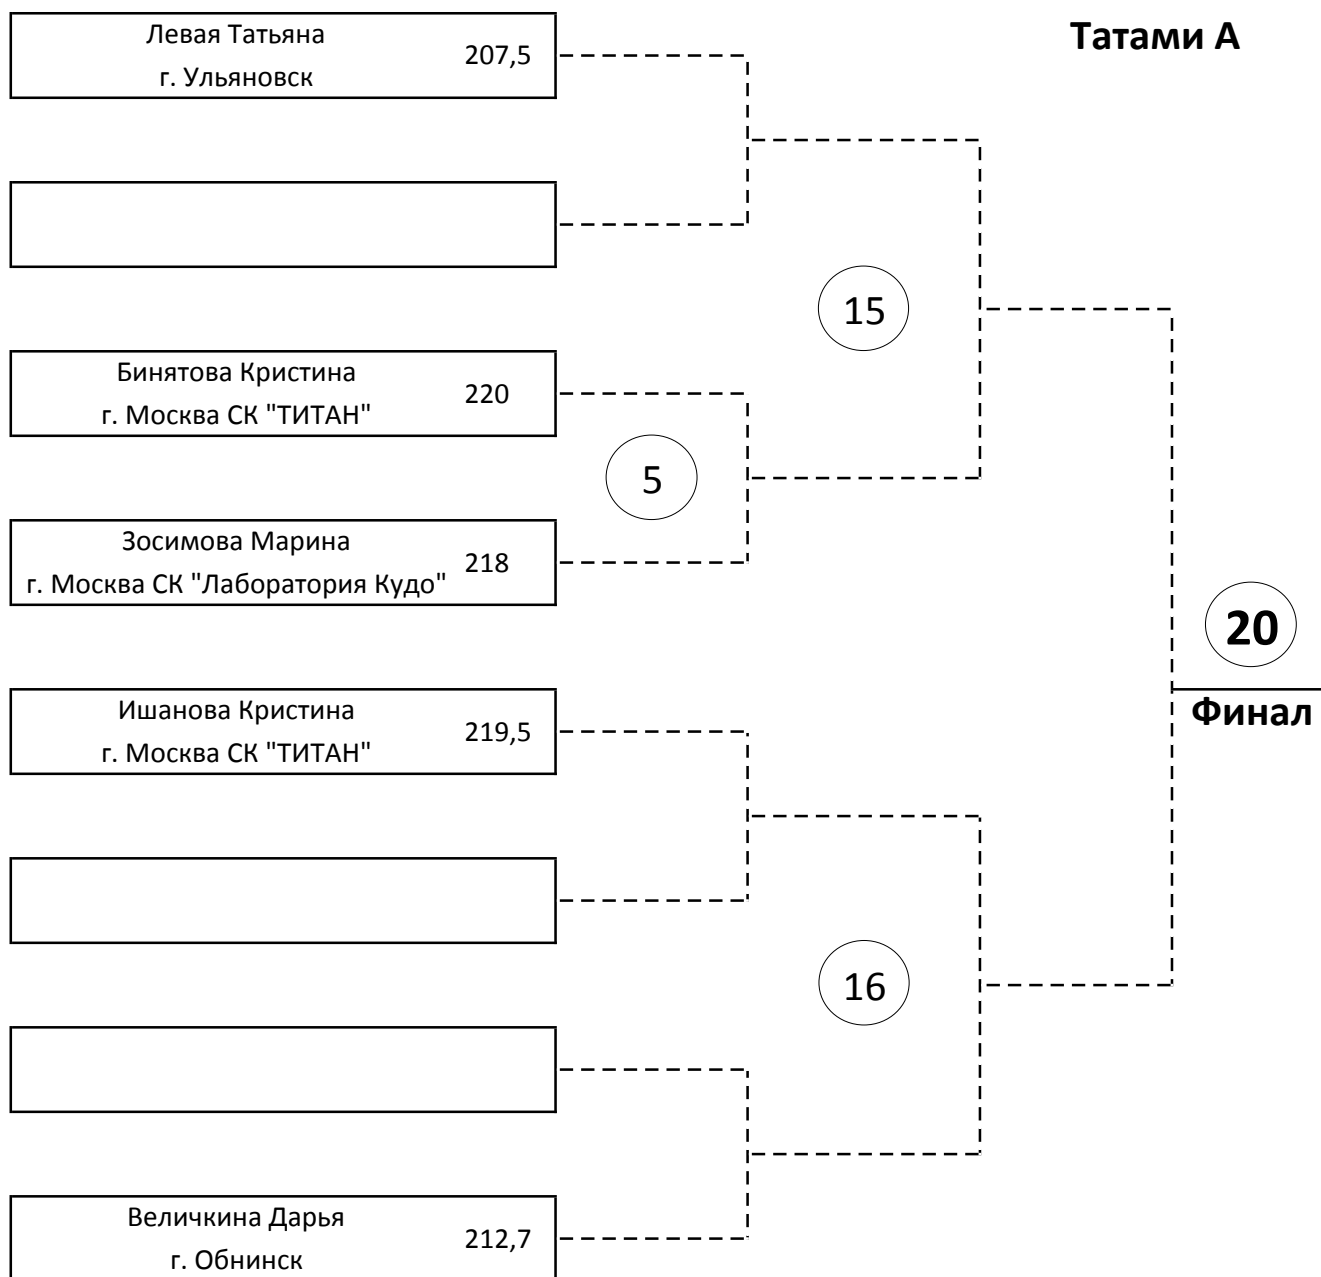 Татами А
Левая Татьяна
207,5
г. Ульяновск
15
Бинятова Кристина
220
г. Москва СК "ТИТАН"
5
Зосимова Марина
218
г. Москва СК "Лаборатория Кудо"
20
Финал
Ишанова Кристина
219,5
г. Москва СК "ТИТАН"
16
Величкина Дарья
212,7
г. Обнинск